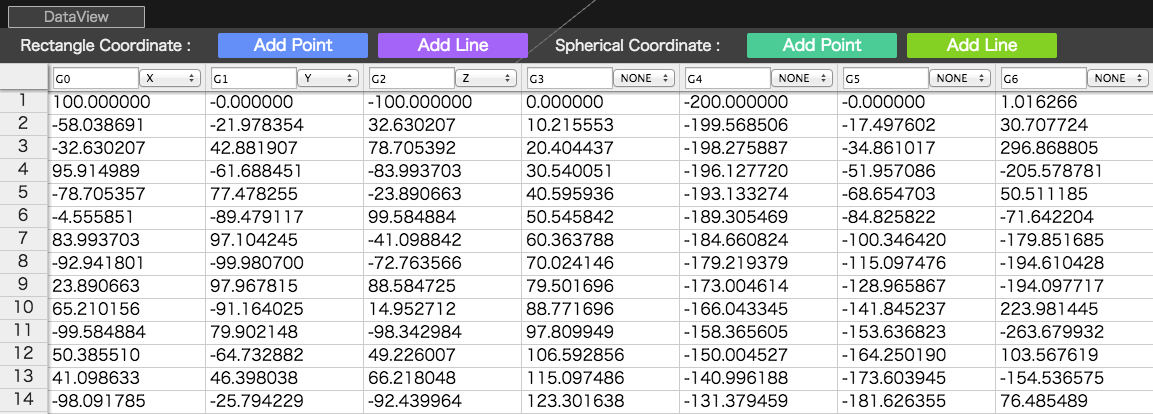 DataView
Rectangle Coordinate : Add Point Add Line Spherical Coordinate : Add Point Add Line
G0 X G1 Y G2 Z G3 NONE G4 NONE G5 NONE G6 NONE
1 100.000000 -0.000000 -100.000000 0.000000 -200.000000 -0.000000 1.016266
2 -58.038691 -21.978354 32.630207 10.215553 -199.568506 -17.497602 30.707724
3 -32.630207 42.881907 78.705392 20.404437 -198.275887 -34.861017 296.868805
4 95.914989 -61.688451 -83.993703 30.540051 -196.127720 -51.957086 -205.578781
5 -78.705357 77.478255 -23.890663 40.595936 -193.133274 -68.654703 50.511185
6 -4.555851 -89.479117 99.584884 50.545842 -189.305469 -84.825822 -71.642204
7 83.993703 97.104245 -41.098842 60.363788 -184.660824 -100.346420 -179.851685
8 -92.941801 -99.980700 -72.763566 70.024146 -179.219379 -115.097476 -194.610428
9 23.890663 97.967815 88.584725 79.501696 -173.004614 -128.965867 -194.097717
10 65.210156 -91.164025 14.952712 88.771696 -166.043345 -141.845237 223.981445
11 -99.584884 79.902148 -98.342984 97.809949 -158.365605 -153.636823 -263.679932
12 50.385510 -64.732882 49.226007 106.592856 -150.004527 -164.250190 103.567619
13 41.098633 46.398038 66.218048 115.097486 -140.996188 -173.603945 -154.536575
14 -98.091785 -25.794229 -92.439964 123.301638 -131.379459 -181.626355 76.485489